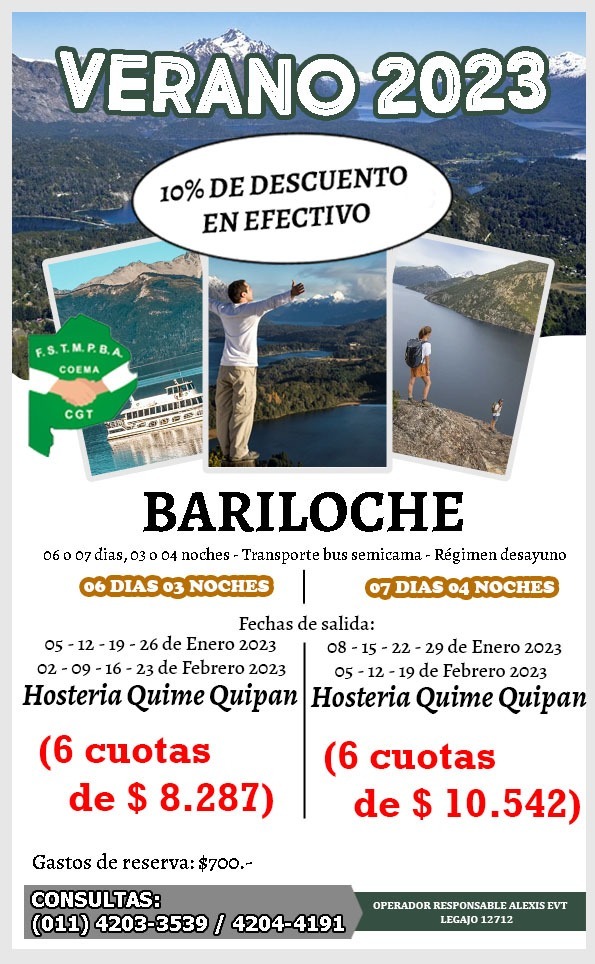 VERANO 2023
10% DE DESCUENTO
EN EFECTIVO
F.S.T.M.P.B.A.
COEMA
CGT
BARILOCHE
06 o 07 dias, 03 o 04 noches - Transporte bus semicama - Régimen desayuno
06 DIAS 03 NOCHES
07 DIAS 04 NOCHES
Fechas de salida:
05 - 12 - 19 - 26 de Enero 2023
02 - 09 - 16 - 23 de Febrero 2023
Hosteria Quime Quipan
(6 cuotas
de $ 8.287)
08 - 15 - 22 - 29 de Enero 2023
05 - 12 - 19 de Febrero 2023
Hosteria Quime Quipan
(6 cuotas
de $ 10.542)
Gastos de reserva: $700.-
CONSULTAS:
(011) 4203-3539 / 4204-4191
OPERADOR RESPONSABLE ALEXIS EVT
LEGAJO 12712